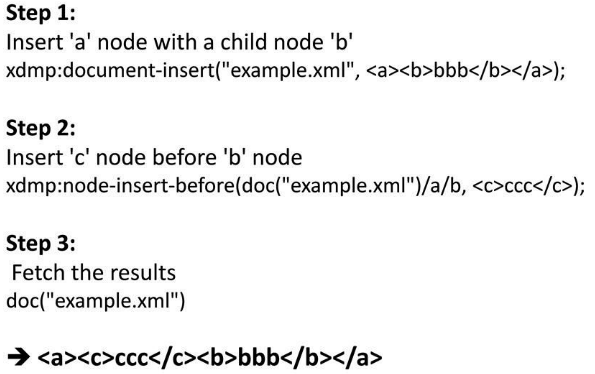 Step 1:
Insert 'a' node with a child node 'b'
xdmp:document-insert("example.xml", <a><b>bbb</b></a>);
Step 2:
Insert 'c' node before 'b' node
xdmp:node-insert-before(doc("example.xml")/a/b, <c>ccc</c>);
Step 3:
Fetch the results
doc("example.xml")
➔ <a><c>ccc</c><b>bbb</b></a>